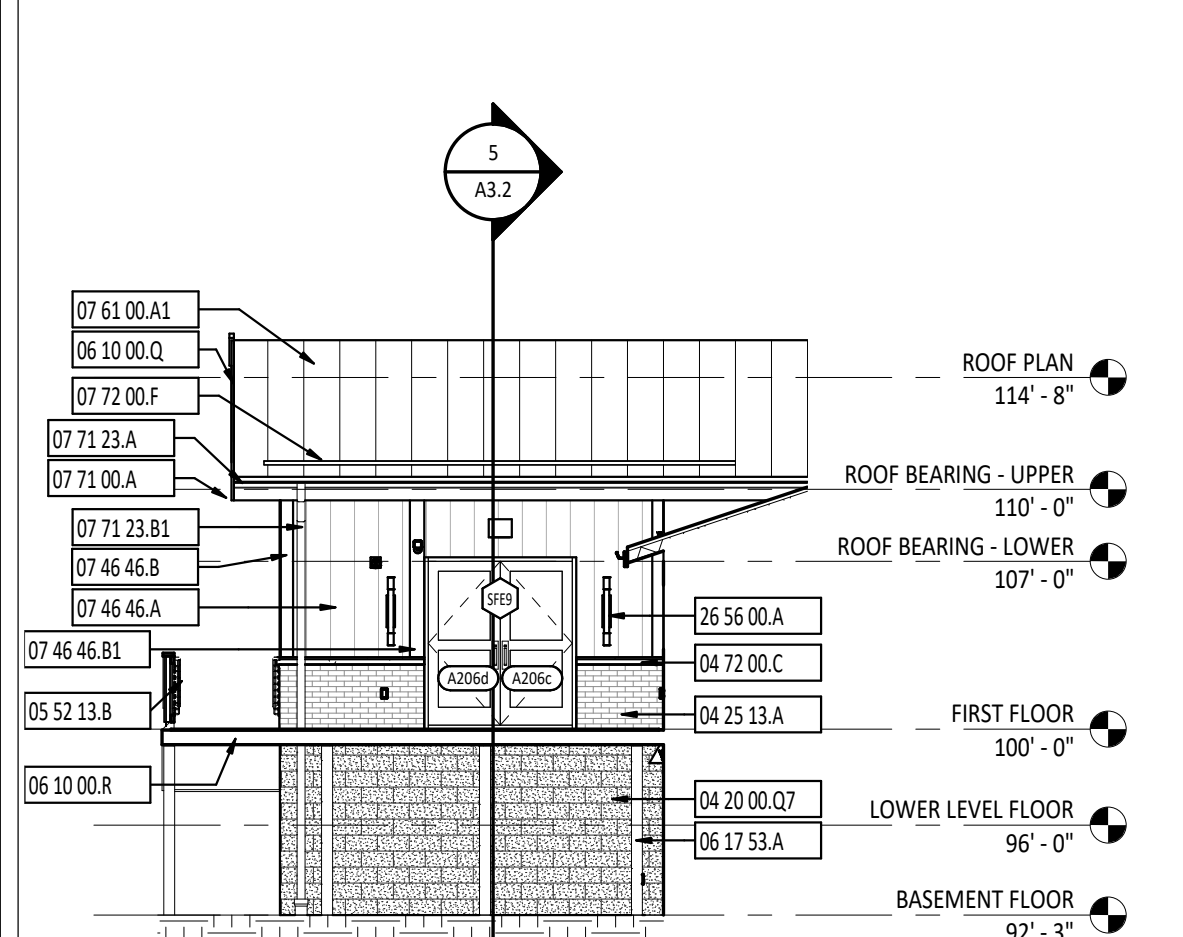 5
A3.2
07 61 00.A1
06 10 00.Q
07 72 00.F
07 71 23.A
07 71 00.A
07 71 23.B1
07 46 46.B
07 46 46.A
07 46 46.B1
05 52 13.B
06 10 00.R
SFE9
A206d
A206c
26 56 00.A
04 72 00.C
04 25 13.A
04 20 00.Q7
06 17 53.A
ROOF PLAN
114' - 8"
ROOF BEARING - UPPER
110' - 0"
ROOF BEARING - LOWER
107' - 0"
FIRST FLOOR
100' - 0"
LOWER LEVEL FLOOR
96' - 0"
BASEMENT FLOOR
92' - 3"